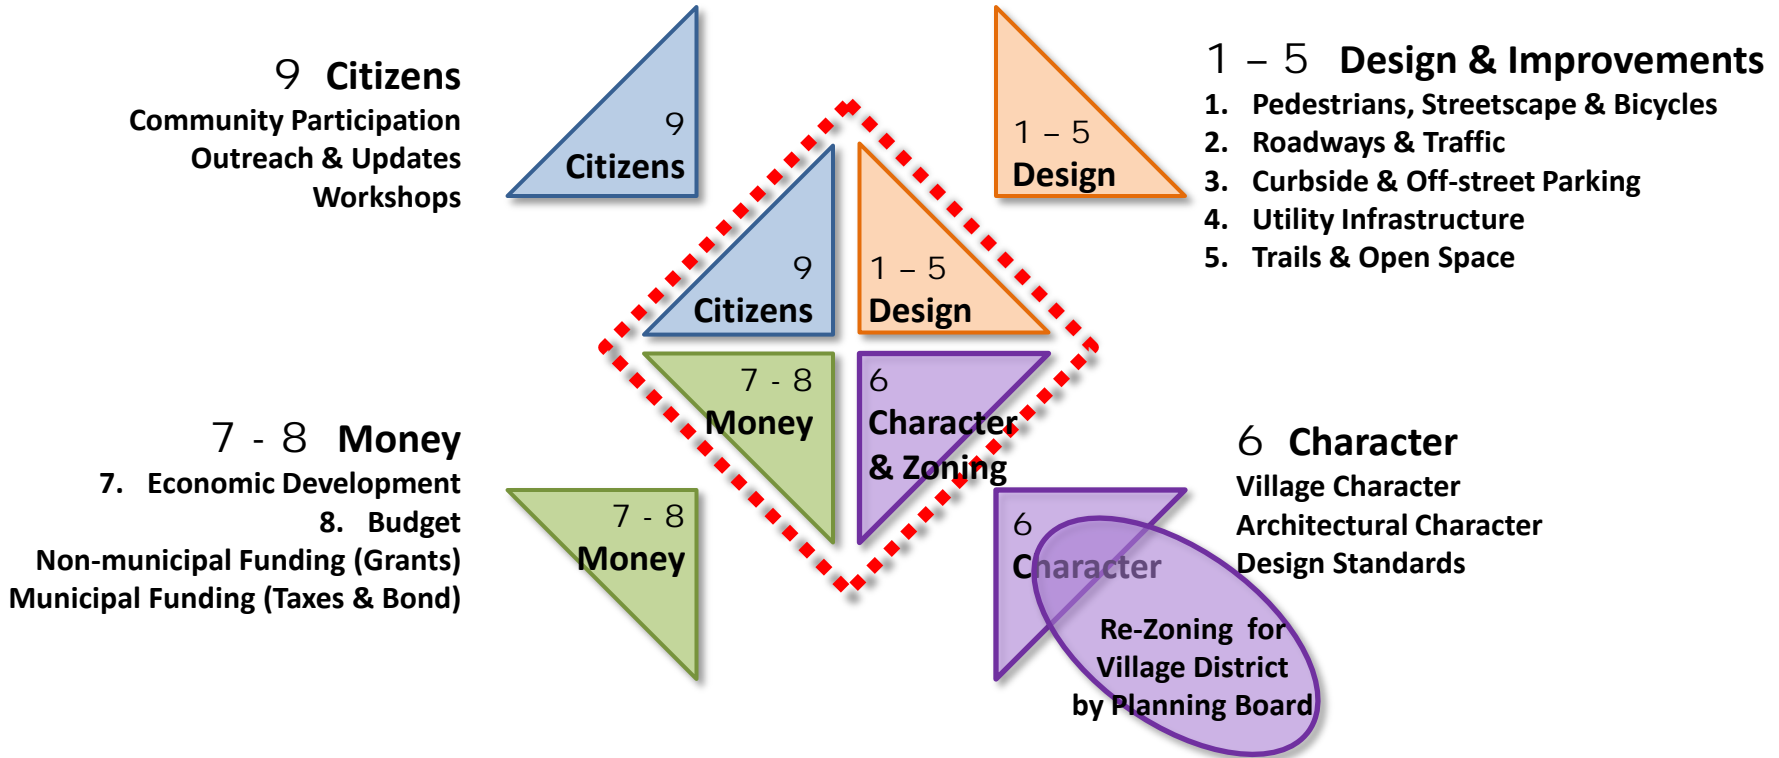 9 Citizens
Community Participation
Outreach & Updates
Workshops
9
Citizens
1 – 5
Design
1 – 5 Design & Improvements
1. Pedestrians, Streetscape & Bicycles
2. Roadways & Traffic
3. Curbside & Off-street Parking
4. Utility Infrastructure
5. Trails & Open Space
9
Citizens
1 – 5
Design
7 - 8
Money
6
Character
& Zoning
7 - 8 Money
7. Economic Development
8. Budget
Non-municipal Funding (Grants)
Municipal Funding (Taxes & Bond)
7 - 8
Money
6
Character
6 Character
Village Character
Architectural Character
Design Standards
Re-Zoning for
Village District
by Planning Board